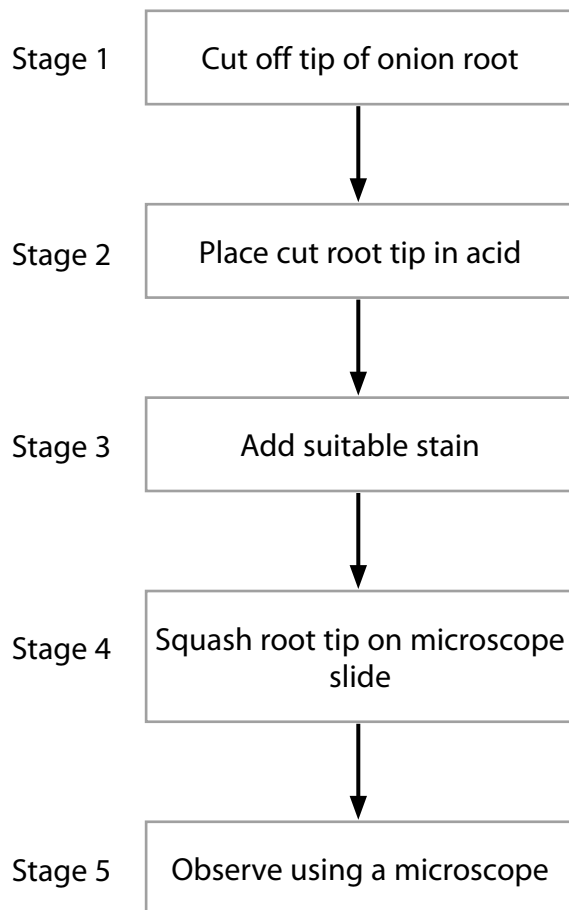 Stage 1
Cut off tip of onion root
Stage 2
Place cut root tip in acid
Stage 3
Add suitable stain
Stage 4
Squash root tip on microscope
slide
Stage 5
Observe using a microscope